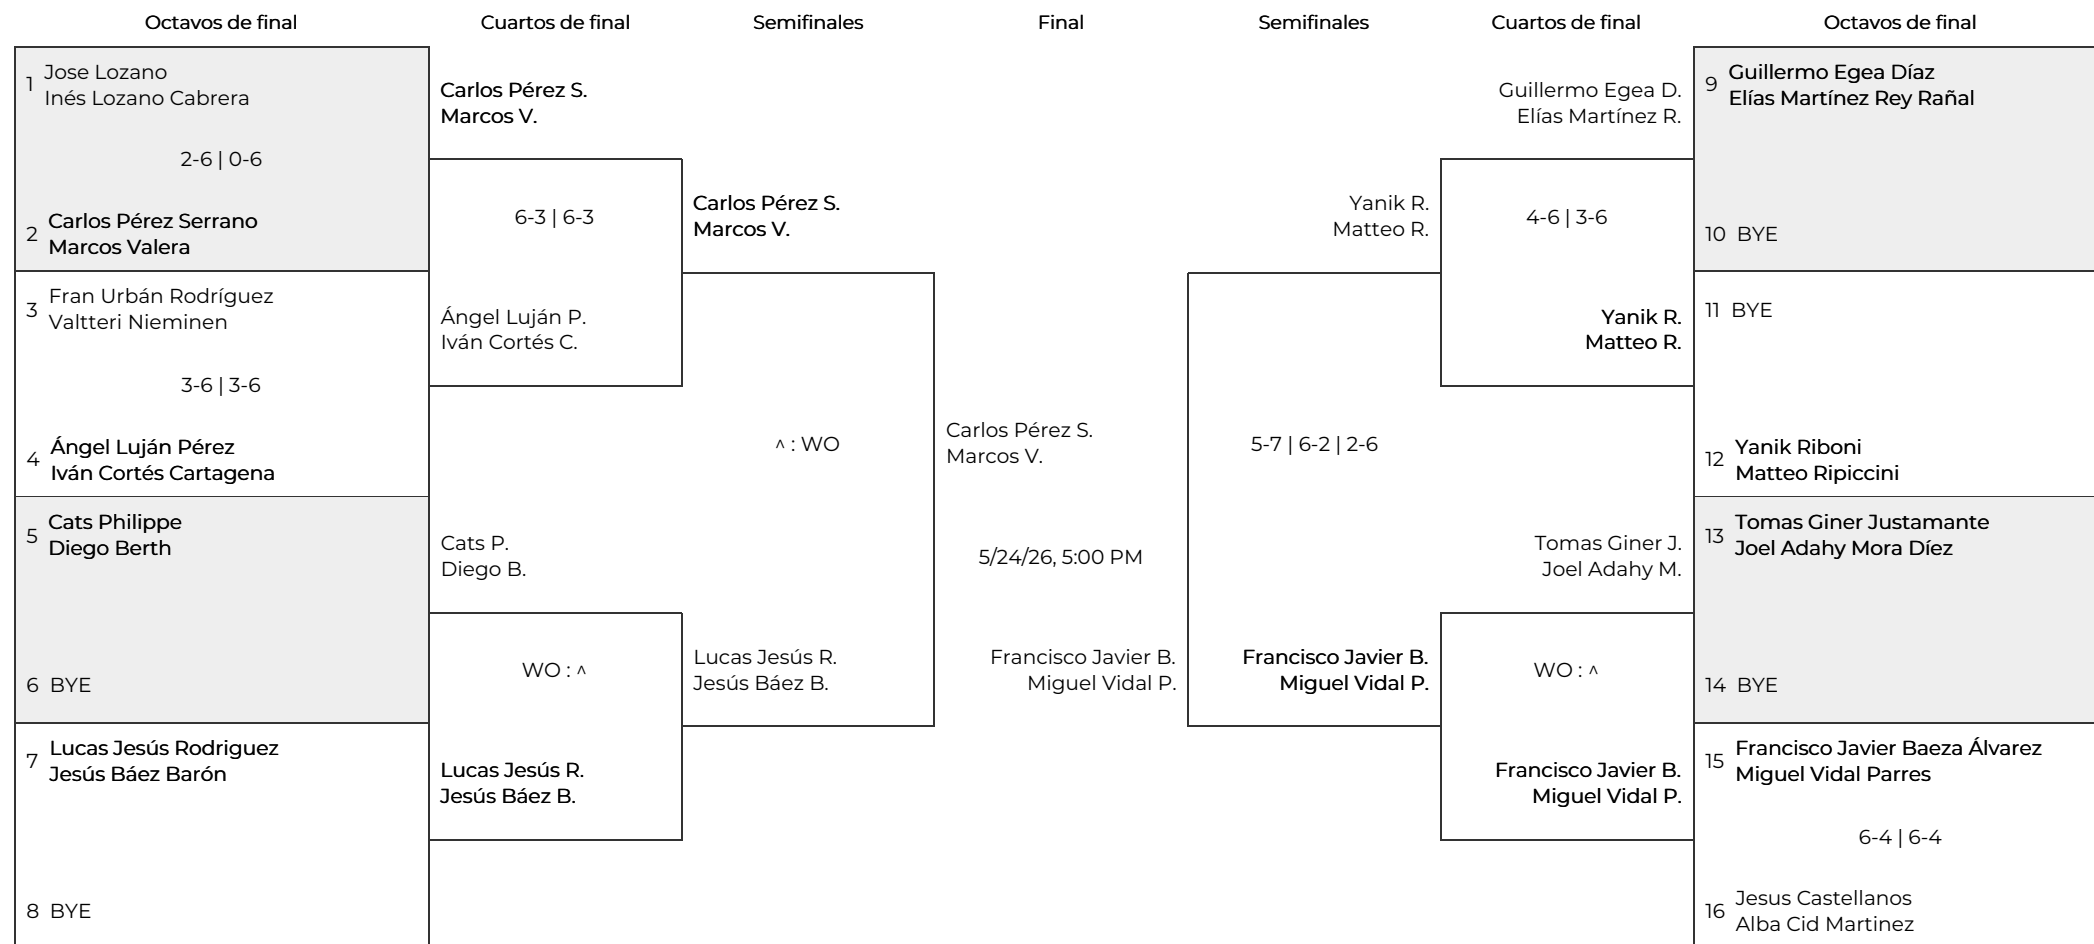 Octavos de final
Cuartos de final
Semifinales
Final
Semifinales
Cuartos de final
Octavos de final
1
Jose Lozano
Inés Lozano Cabrera
2-6 | 0-6
2
Carlos Pérez Serrano
Marcos Valera
3
Fran Urbán Rodríguez
Valtteri Nieminen
3-6 | 3-6
4
Ángel Luján Pérez
Iván Cortés Cartagena
5
Cats Philippe
Diego Berth
6 BYE
7
Lucas Jesús Rodriguez
Jesús Báez Barón
8 BYE
Carlos Pérez S.
Marcos V.
6-3 | 6-3
Ángel Luján P.
Iván Cortés C.
Cats P.
Diego B.
WO : ^
Lucas Jesús R.
Jesús Báez B.
Carlos Pérez S.
Marcos V.
^ : WO
Lucas Jesús R.
Jesús Báez B.
Carlos Pérez S.
Marcos V.
5/24/26, 5:00 PM
Francisco Javier B.
Miguel Vidal P.
Yanik R.
Matteo R.
5-7 | 6-2 | 2-6
Francisco Javier B.
Miguel Vidal P.
Guillermo Egea D.
Elías Martínez R.
4-6 | 3-6
Yanik R.
Matteo R.
Tomas Giner J.
Joel Adahy M.
WO : ^
Francisco Javier B.
Miguel Vidal P.
9
Guillermo Egea Díaz
Elías Martínez Rey Rañal
10 BYE
11 BYE
12
Yanik Riboni
Matteo Ripiccini
13
Tomas Giner Justamante
Joel Adahy Mora Díez
14 BYE
15
Francisco Javier Baeza Álvarez
Miguel Vidal Parres
6-4 | 6-4
16
Jesus Castellanos
Alba Cid Martinez